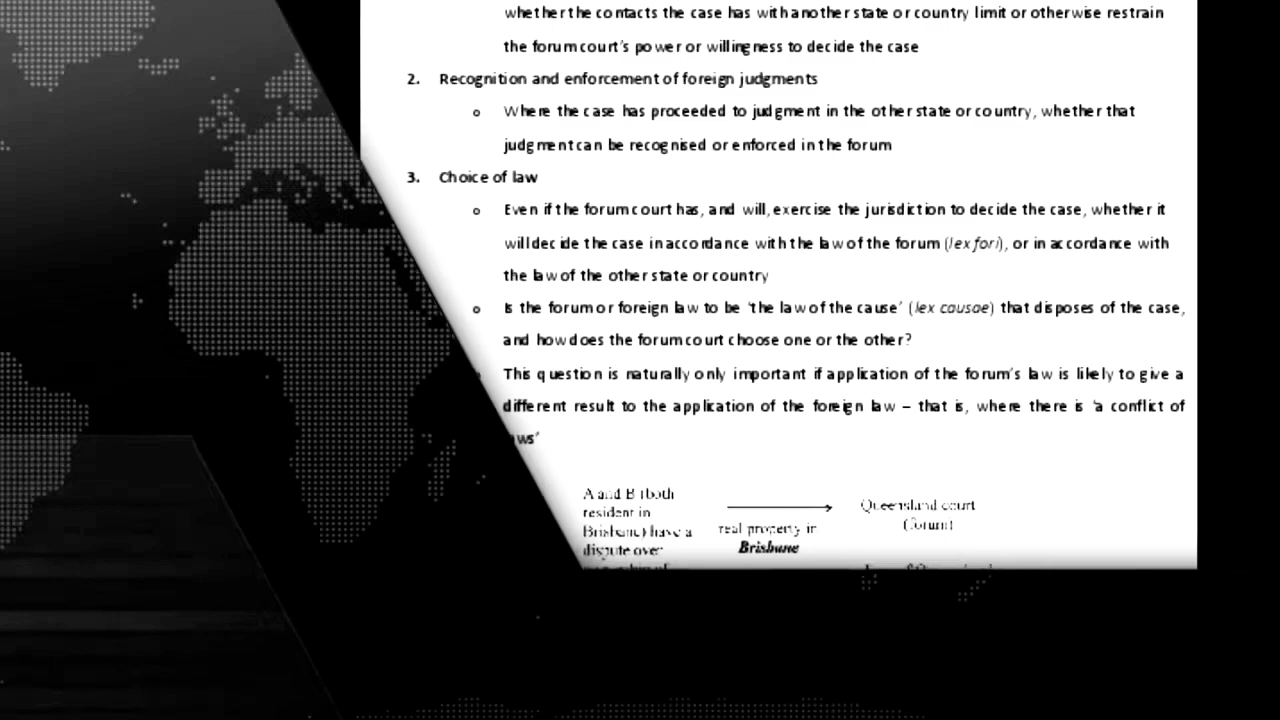 whether the contacts the case has with another state or country limit or otherwise restrain
the forum court's power or willingness to decide the case
2. Recognition and enforcement of foreign judgments
o Where the case has proceeded to judgment in the other state or country, whether that
judgment can be recognised or enforced in the forum
3. Choice of law
o Even if the forum court has, and will, exercise the jurisdiction to decide the case, whether it
will decide the case in accordance with the law of the forum (lex fori), or in accordance with
the law of the other state or country
o Is the forum or foreign law to be 'the law of the cause' (lex causae) that disposes of the case,
and how does the forum court choose one or the other?
This question is naturally only important if application of the forum's law is likely to give a
different result to the application of the foreign law – that is, where there is 'a conflict of
ws'
A and B (both
resident in
Brisbane) have a
dispute over
real property in
Brisbane
Queensland court
(forum)